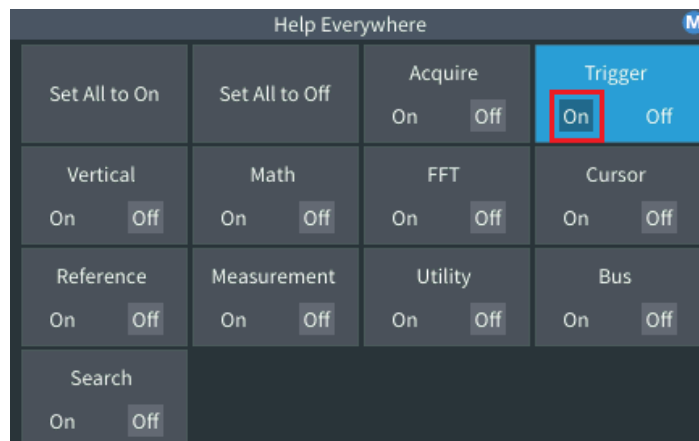 Help Everywhere M
Set All to On
Set All to Off
Acquire
On Off
Trigger
On Off
Vertical
On Off
Math
On Off
FFT
On Off
Cursor
On Off
Reference
On Off
Measurement
On Off
Utility
On Off
Bus
On Off
Search
On Off